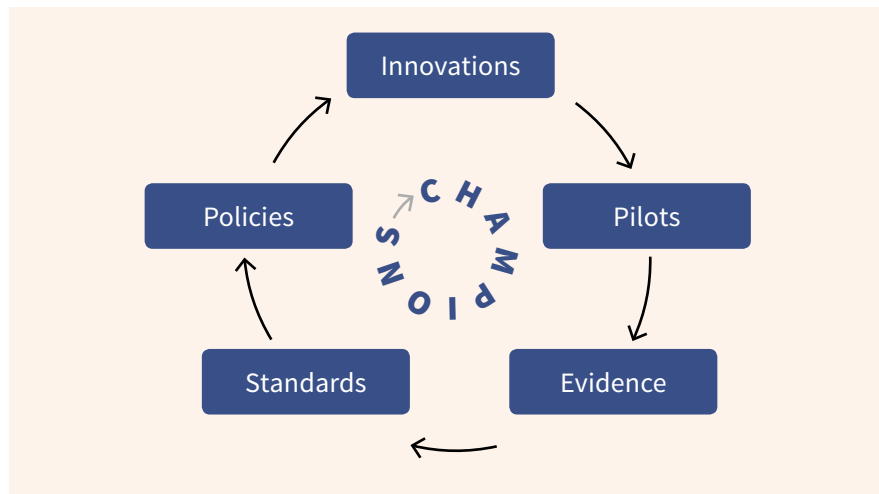 Innovations
Pilots
Evidence
Standards
Policies
CHAMPIONS